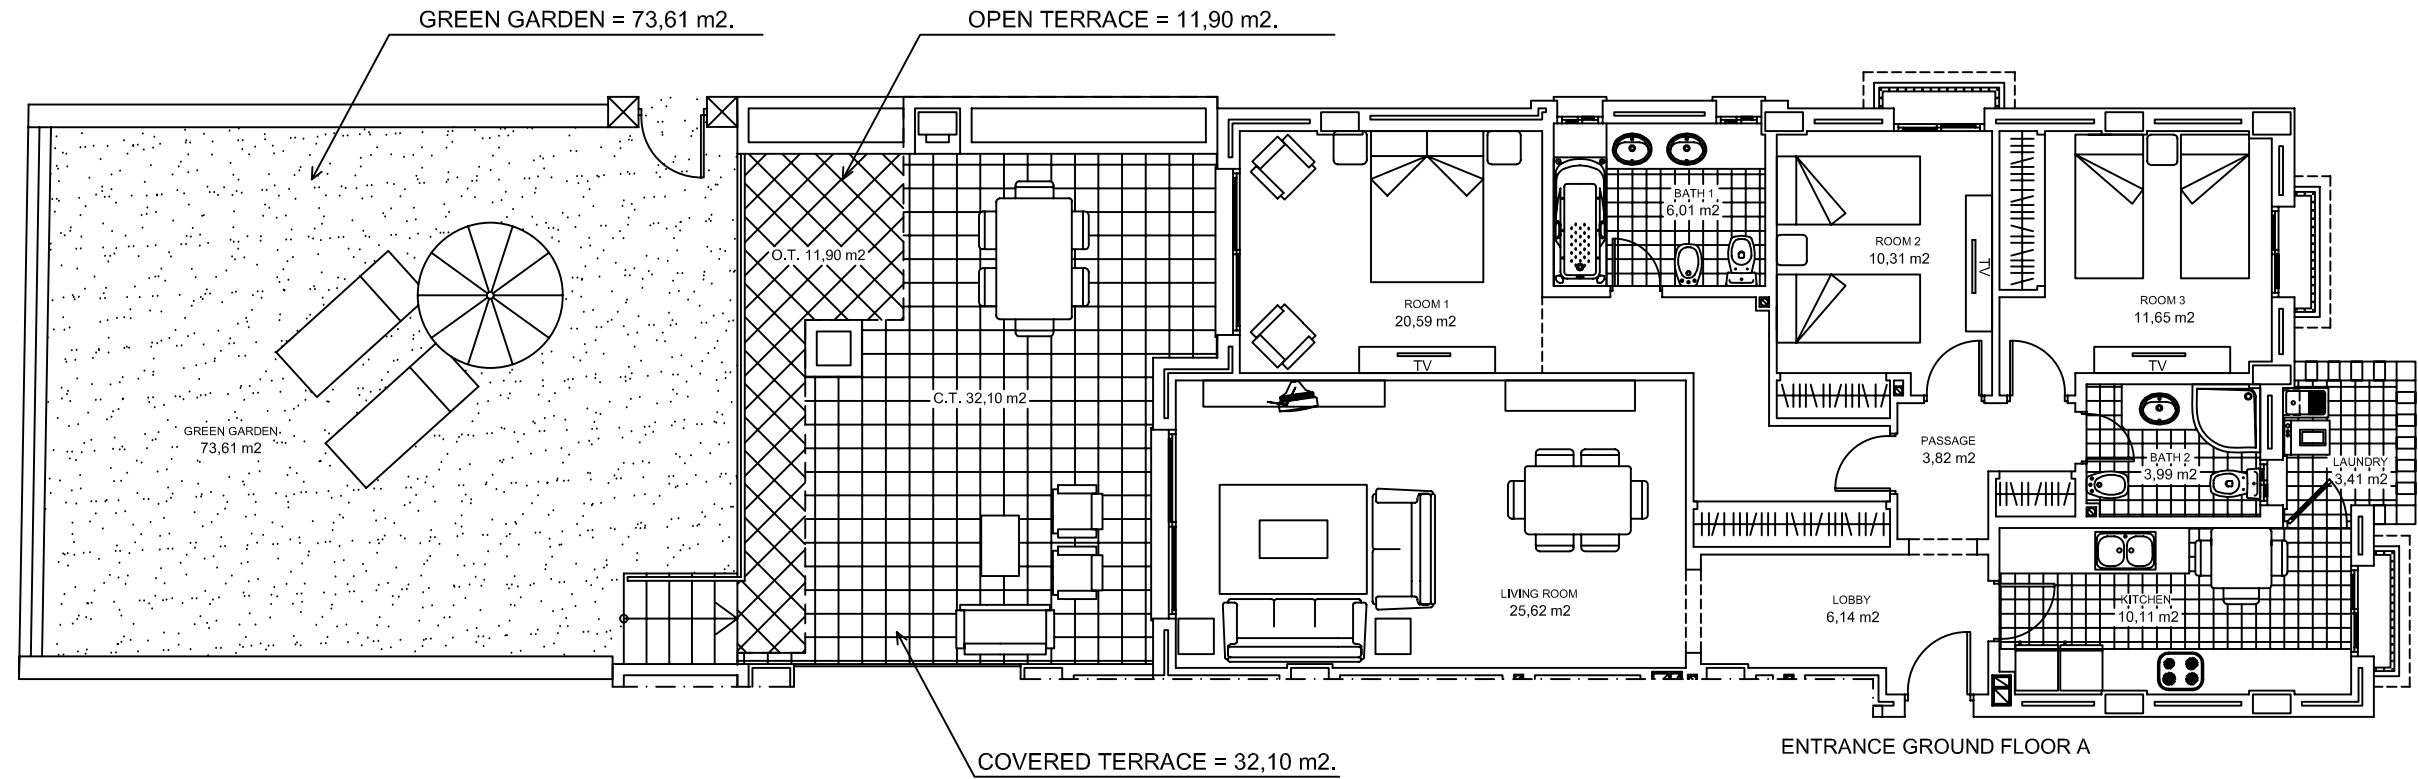 GREEN GARDEN = 73,61 m2.
OPEN TERRACE = 11,90 m2.
BATH 1
6,01 m2
ROOM 2
10,31 m2
O.T. 11,90 m2
TV
ROOM 1
20,59 m2
ROOM 3
11,65 m2
TV
TV
C.T. 32,10 m2
GREEN GARDEN
73,61 m2
PASSAGE
3,82 m2
BATH 2
3,99 m2
LAUNDRY
3,41 m2
LIVING ROOM
25,62 m2
LOBBY
6,14 m2
KITCHEN
10,11 m2
ENTRANCE GROUND FLOOR A
COVERED TERRACE = 32,10 m2.